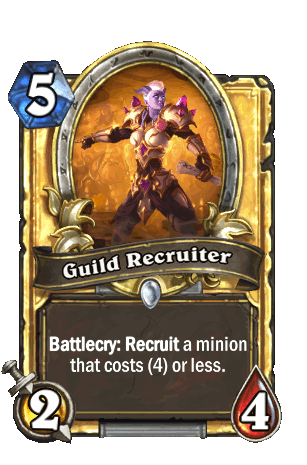 5
Guild Recruiter
Battlecry: Recruit a minion
that costs (4) or less.
2
4